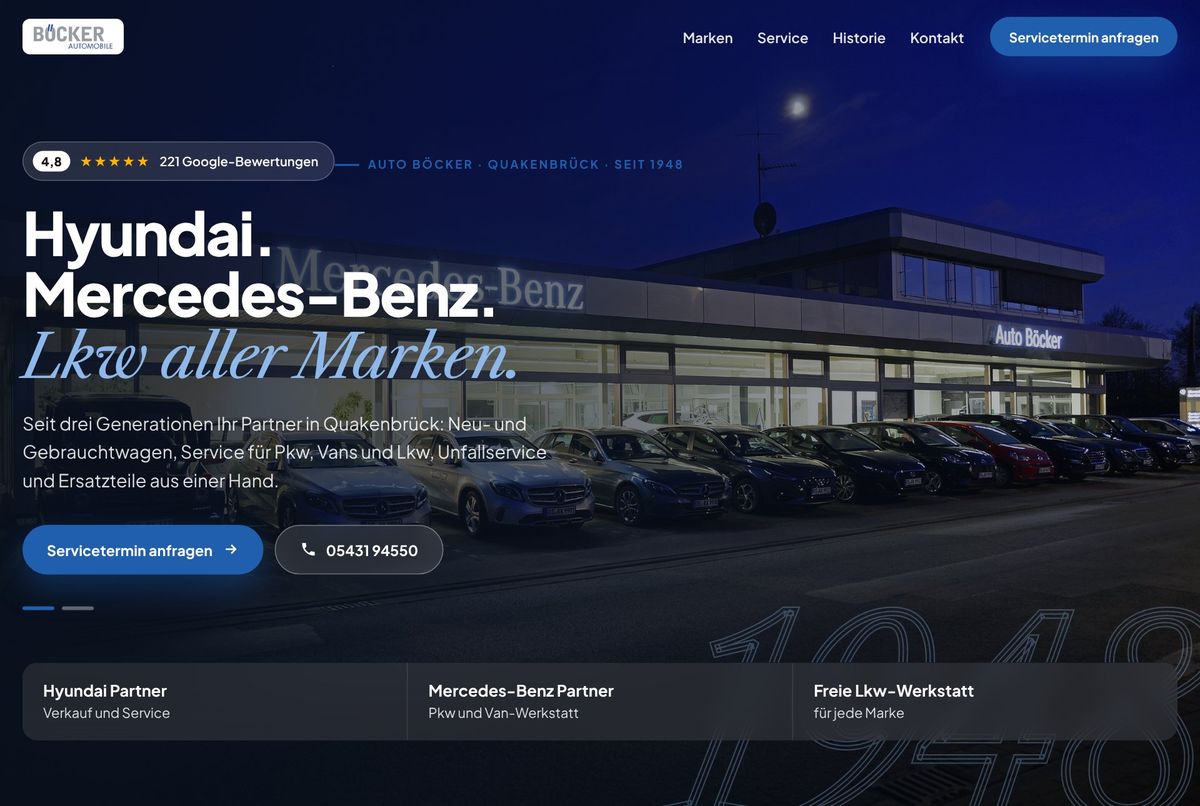 BÖCKER
AUTOMOBILE
Marken
Service
Historie
Kontakt
Servicetermin anfragen
4,8 ★★★★★ 221 Google-Bewertungen
AUTO BÖCKER · QUAKENBRÜCK · SEIT 1948
Hyundai.
Mercedes-Benz
Mercedes-Benz.
Auto Böcker
Lkw aller Marken.
Seit drei Generationen Ihr Partner in Quakenbrück: Neu- und
Gebrauchtwagen, Service für Pkw, Vans und Lkw, Unfallservice
und Ersatzteile aus einer Hand.
Servicetermin anfragen →
05431 94550
1948
Hyundai Partner
Verkauf und Service
Mercedes-Benz Partner
Pkw und Van-Werkstatt
Freie Lkw-Werkstatt
für jede Marke